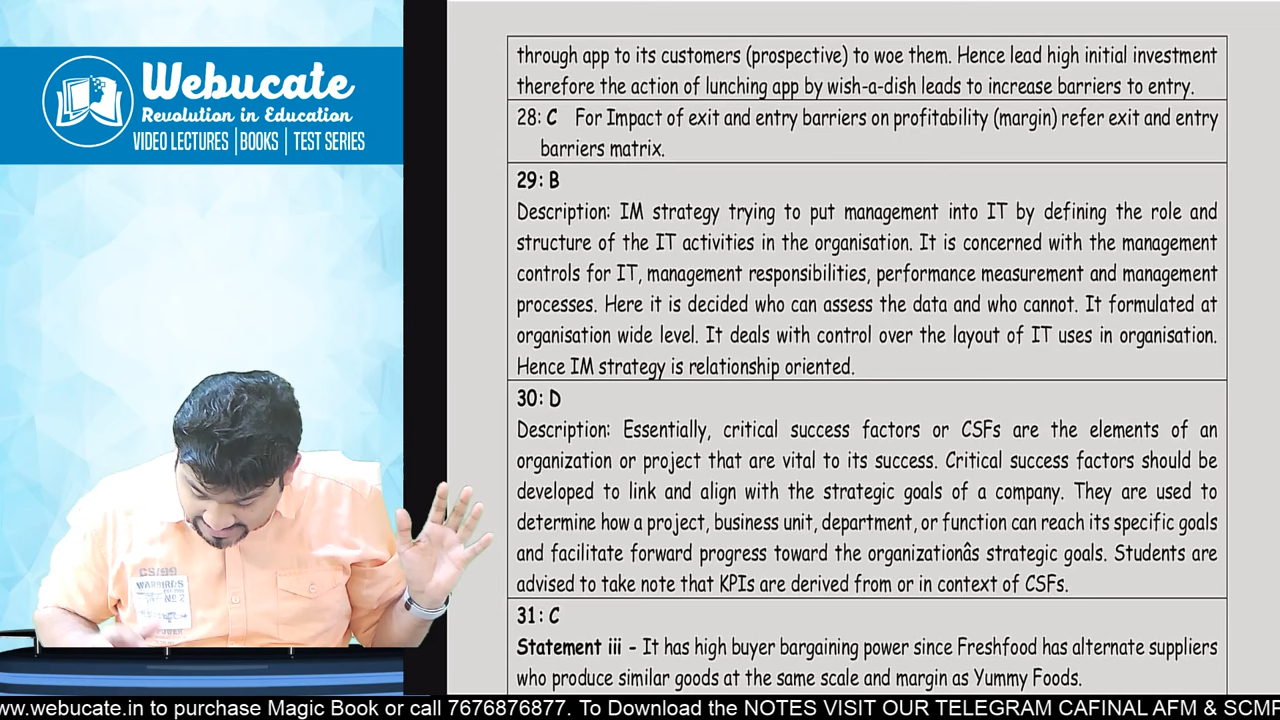 Webucate
Revolution in Education
VIDEO LECTURES | BOOKS | TEST SERIES
through app to its customers (prospective) to woe them. Hence lead high initial investment
therefore the action of lunching app by wish-a-dish leads to increase barriers to entry.
28: C For Impact of exit and entry barriers on profitability (margin) refer exit and entry
barriers matrix.
29: B
Description: IM strategy trying to put management into IT by defining the role and
structure of the IT activities in the organisation. It is concerned with the management
controls for IT, management responsibilities, performance measurement and management
processes. Here it is decided who can assess the data and who cannot. It formulated at
organisation wide level. It deals with control over the layout of IT uses in organisation.
Hence IM strategy is relationship oriented.
30: D
Description: Essentially, critical success factors or CSFs are the elements of an
organization or project that are vital to its success. Critical success factors should be
developed to link and align with the strategic goals of a company. They are used to
determine how a project, business unit, department, or function can reach its specific goals
and facilitate forward progress toward the organizationâs strategic goals. Students are
advised to take note that KPIs are derived from or in context of CSFs.
31: C
Statement iii – It has high buyer bargaining power since Freshfood has alternate suppliers
who produce similar goods at the same scale and margin as Yummy Foods.
CS/99
WARBIRDS
NO 2
ww.webucate.in to purchase Magic Book or call 7676876877. To Download the NOTES VISIT OUR TELEGRAM CAFINAL AFM & SCMP